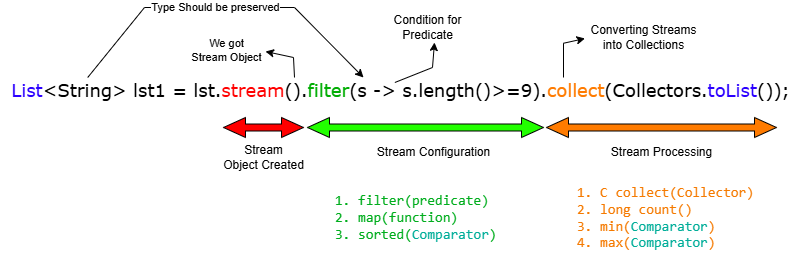 Type Should be preserved
Condition for
Predicate
We got
Stream Object
Converting Streams
into Collections
List<String> lst1 = lst.stream().filter(s -> s.length()>=9).collect(Collectors.toList());
Stream
Object Created
Stream Configuration
Stream Processing
1. filter(predicate)
2. map(function)
3. sorted(Comparator)
1. C collect(Collector)
2. long count()
3. min(Comparator)
4. max(Comparator)